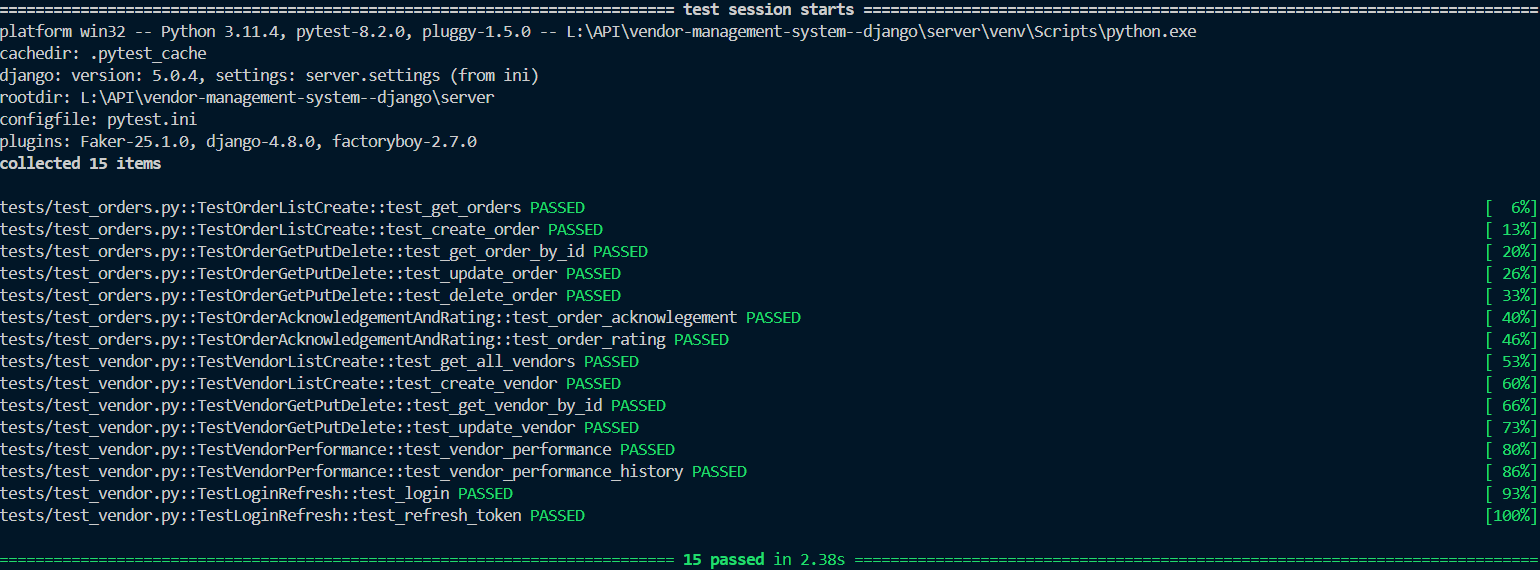 =========================================================================== test session starts ===========================================================================
platform win32 -- Python 3.11.4, pytest-8.2.0, pluggy-1.5.0 -- L:\API\vendor-management-system--django\server\venv\Scripts\python.exe
cachedir: .pytest_cache
django: version: 5.0.4, settings: server.settings (from ini)
rootdir: L:\API\vendor-management-system--django\server
configfile: pytest.ini
plugins: Faker-25.1.0, django-4.8.0, factoryboy-2.7.0
collected 15 items
tests/test_orders.py::TestOrderListCreate::test_get_orders PASSED [  6%]
tests/test_orders.py::TestOrderListCreate::test_create_order PASSED [ 13%]
tests/test_orders.py::TestOrderGetPutDelete::test_get_order_by_id PASSED [ 20%]
tests/test_orders.py::TestOrderGetPutDelete::test_update_order PASSED [ 26%]
tests/test_orders.py::TestOrderGetPutDelete::test_delete_order PASSED [ 33%]
tests/test_orders.py::TestOrderAcknowledgementAndRating::test_order_acknowlegement PASSED [ 40%]
tests/test_orders.py::TestOrderAcknowledgementAndRating::test_order_rating PASSED [ 46%]
tests/test_vendor.py::TestVendorListCreate::test_get_all_vendors PASSED [ 53%]
tests/test_vendor.py::TestVendorListCreate::test_create_vendor PASSED [ 60%]
tests/test_vendor.py::TestVendorGetPutDelete::test_get_vendor_by_id PASSED [ 66%]
tests/test_vendor.py::TestVendorGetPutDelete::test_update_vendor PASSED [ 73%]
tests/test_vendor.py::TestVendorPerformance::test_vendor_performance PASSED [ 80%]
tests/test_vendor.py::TestVendorPerformance::test_vendor_performance_history PASSED [ 86%]
tests/test_vendor.py::TestLoginRefresh::test_login PASSED [ 93%]
tests/test_vendor.py::TestLoginRefresh::test_refresh_token PASSED [100%]
=========================================================================== 15 passed in 2.38s ============================================================================